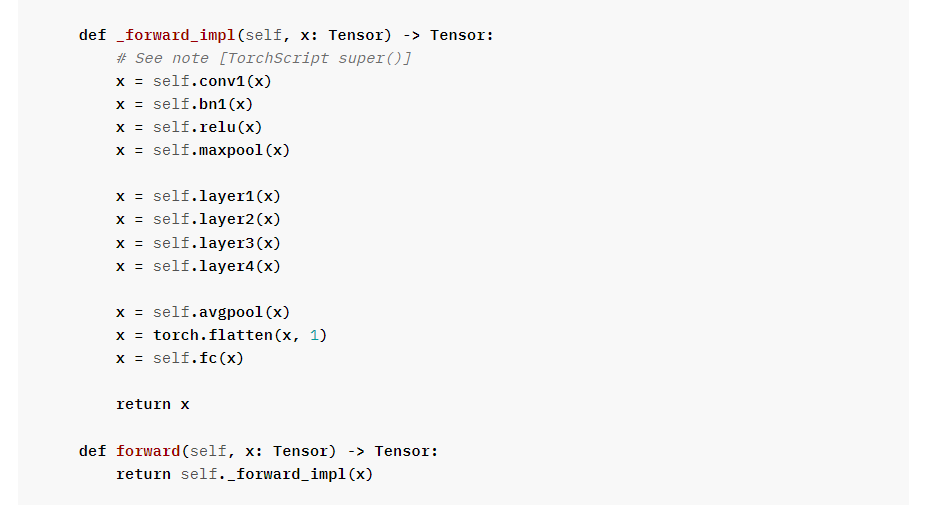 def _forward_impl(self, x: Tensor) -> Tensor:
    # See note [TorchScript super()]
    x = self.conv1(x)
    x = self.bn1(x)
    x = self.relu(x)
    x = self.maxpool(x)

    x = self.layer1(x)
    x = self.layer2(x)
    x = self.layer3(x)
    x = self.layer4(x)

    x = self.avgpool(x)
    x = torch.flatten(x, 1)
    x = self.fc(x)

    return x

def forward(self, x: Tensor) -> Tensor:
    return self._forward_impl(x)